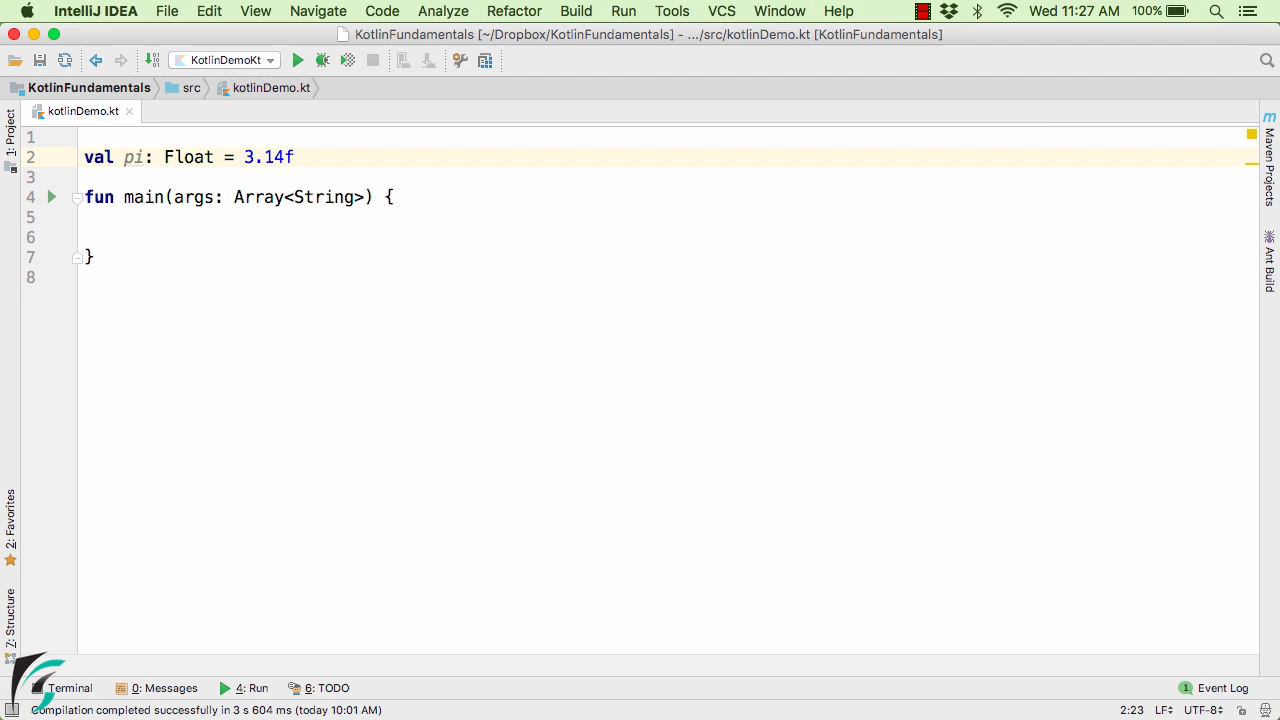 IntelliJ IDEA File Edit View Navigate Code Analyze Refactor Build Run Tools VCS Window Help Wed 11:27 AM 100%
KotlinFundamentals [~/Dropbox/KotlinFundamentals] - .../src/kotlinDemo.kt [KotlinFundamentals]
KotlinDemoKt
KotlinFundamentals src kotlinDemo.kt
kotlinDemo.kt
1: Project
2: Favorites
7: Structure
Maven Projects
Ant Build
1
2 val pi: Float = 3.14f
3
4 fun main(args: Array<String>) {
5
6
7 }
8
Terminal 0: Messages 4: Run 6: TODO 1 Event Log
Compilation completed successfully in 3 s 604 ms (today 10:01 AM) 2:23 LF UTF-8